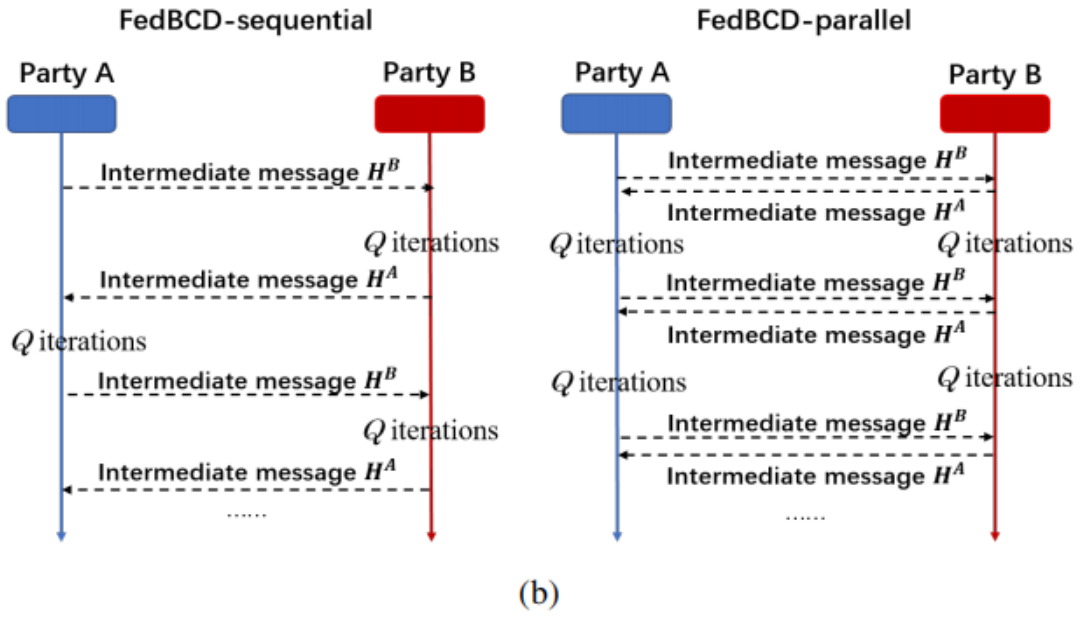 FedBCD-sequential
Party A
Party B
Intermediate message H^B
Q iterations
Intermediate message H^A
Q iterations
Intermediate message H^B
Q iterations
Intermediate message H^A
......
FedBCD-parallel
Party A
Party B
Intermediate message H^B
Intermediate message H^A
Q iterations
Q iterations
Intermediate message H^B
Intermediate message H^A
Q iterations
Q iterations
Intermediate message H^B
Intermediate message H^A
......
(b)